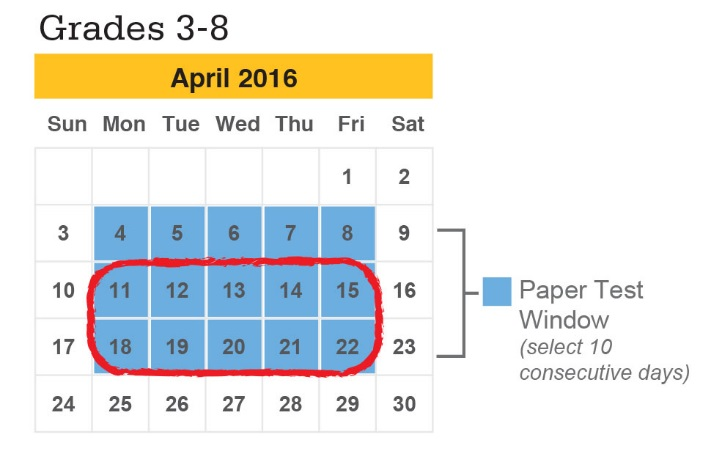 Grades 3-8
April 2016
Sun Mon Tue Wed Thu Fri Sat
1 2
3 4 5 6 7 8 9
10 11 12 13 14 15 16
17 18 19 20 21 22 23
24 25 26 27 28 29 30
Paper Test
Window
(select 10
consecutive days)